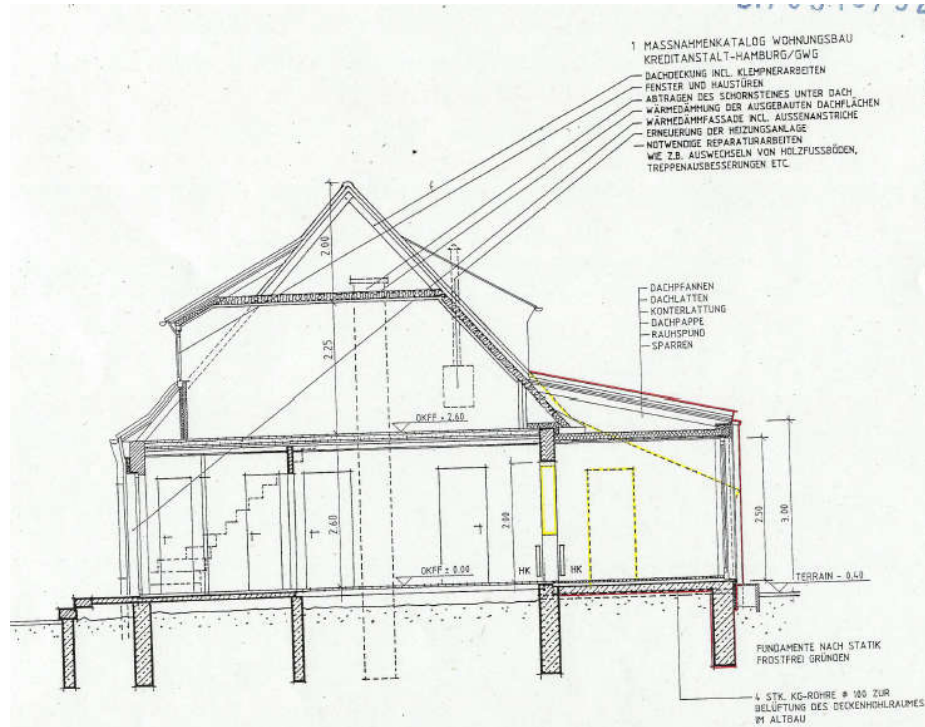 1 MASSNAHMENKATALOG WOHNUNGSBAU
KREDITANSTALT-HAMBURG/GWG
DACHDECKUNG INCL. KLEMPNERARBEITEN
FENSTER UND HAUSTÜREN
ABTRAGEN DES SCHORNSTEINES UNTER DACH
WÄRMEDÄMMUNG DER AUSGEBAUTEN DACHFLÄCHEN
WÄRMEDÄMMFASSADE INCL. AUSSENANSTRICHE
ERNEUERUNG DER HEIZUNGSANLAGE
NOTWENDIGE REPARATURARBEITEN
WIE Z.B. AUSWECHSELN VON HOLZFUSSBÖDEN,
TREPPENAUSBESSERUNGEN ETC.
2.00
DACHPFANNEN
DACHLATTEN
KONTERLATTUNG
DACHPAPPE
RAUHSPUND
SPARREN
2.25
OKFF + 2.60
2.60
2.00
2.50
3.00
HK
HK
OKFF ± 0.00
TERRAIN - 0,40
FUNDAMENTE NACH STATIK
FROSTFREI GRÜNDEN
4 STK. KG-ROHRE ⌀ 100 ZUR
BELÜFTUNG DES DECKENHOHLRAUMES
IM ALTBAU